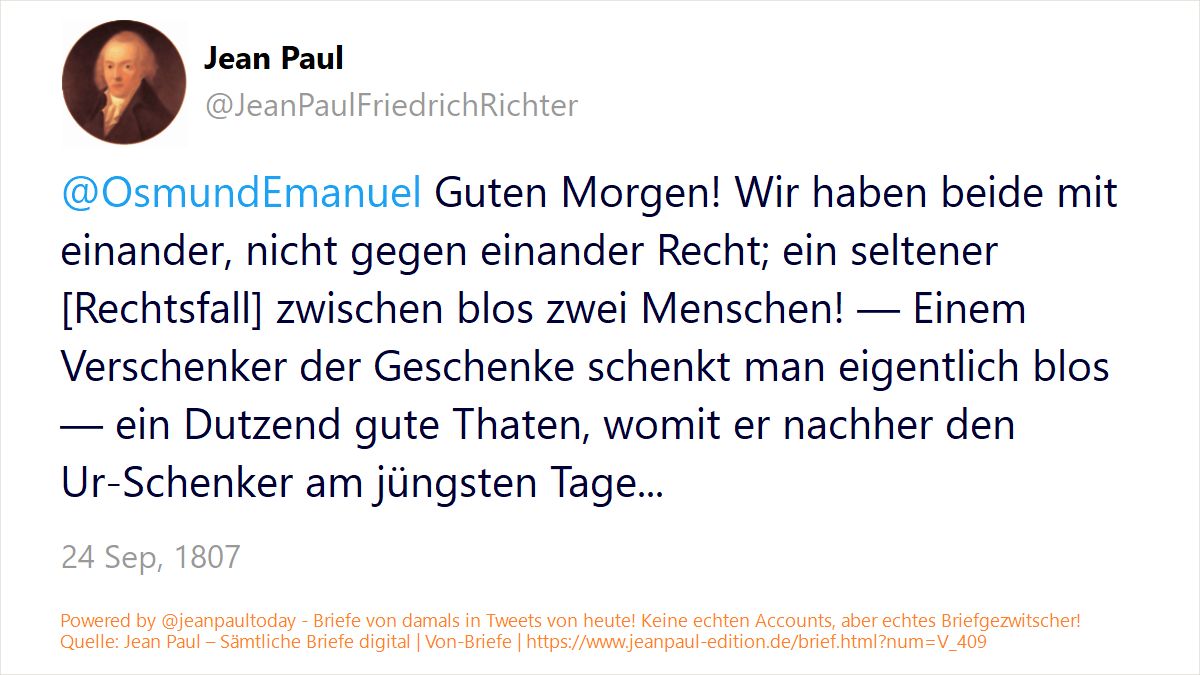 Jean Paul
@JeanPaulFriedrichRichter
@OsmundEmanuel Guten Morgen! Wir haben beide mit
einander, nicht gegen einander Recht; ein seltener
[Rechtsfall] zwischen blos zwei Menschen! — Einem
Verschenker der Geschenke schenkt man eigentlich blos
— ein Dutzend gute Thaten, womit er nachher den
Ur-Schenker am jüngsten Tage...
24 Sep, 1807
Powered by @jeanpaultoday - Briefe von damals in Tweets von heute! Keine echten Accounts, aber echtes Briefgezwitscher!
Quelle: Jean Paul – Sämtliche Briefe digital | Von-Briefe | https://www.jeanpaul-edition.de/brief.html?num=V_409